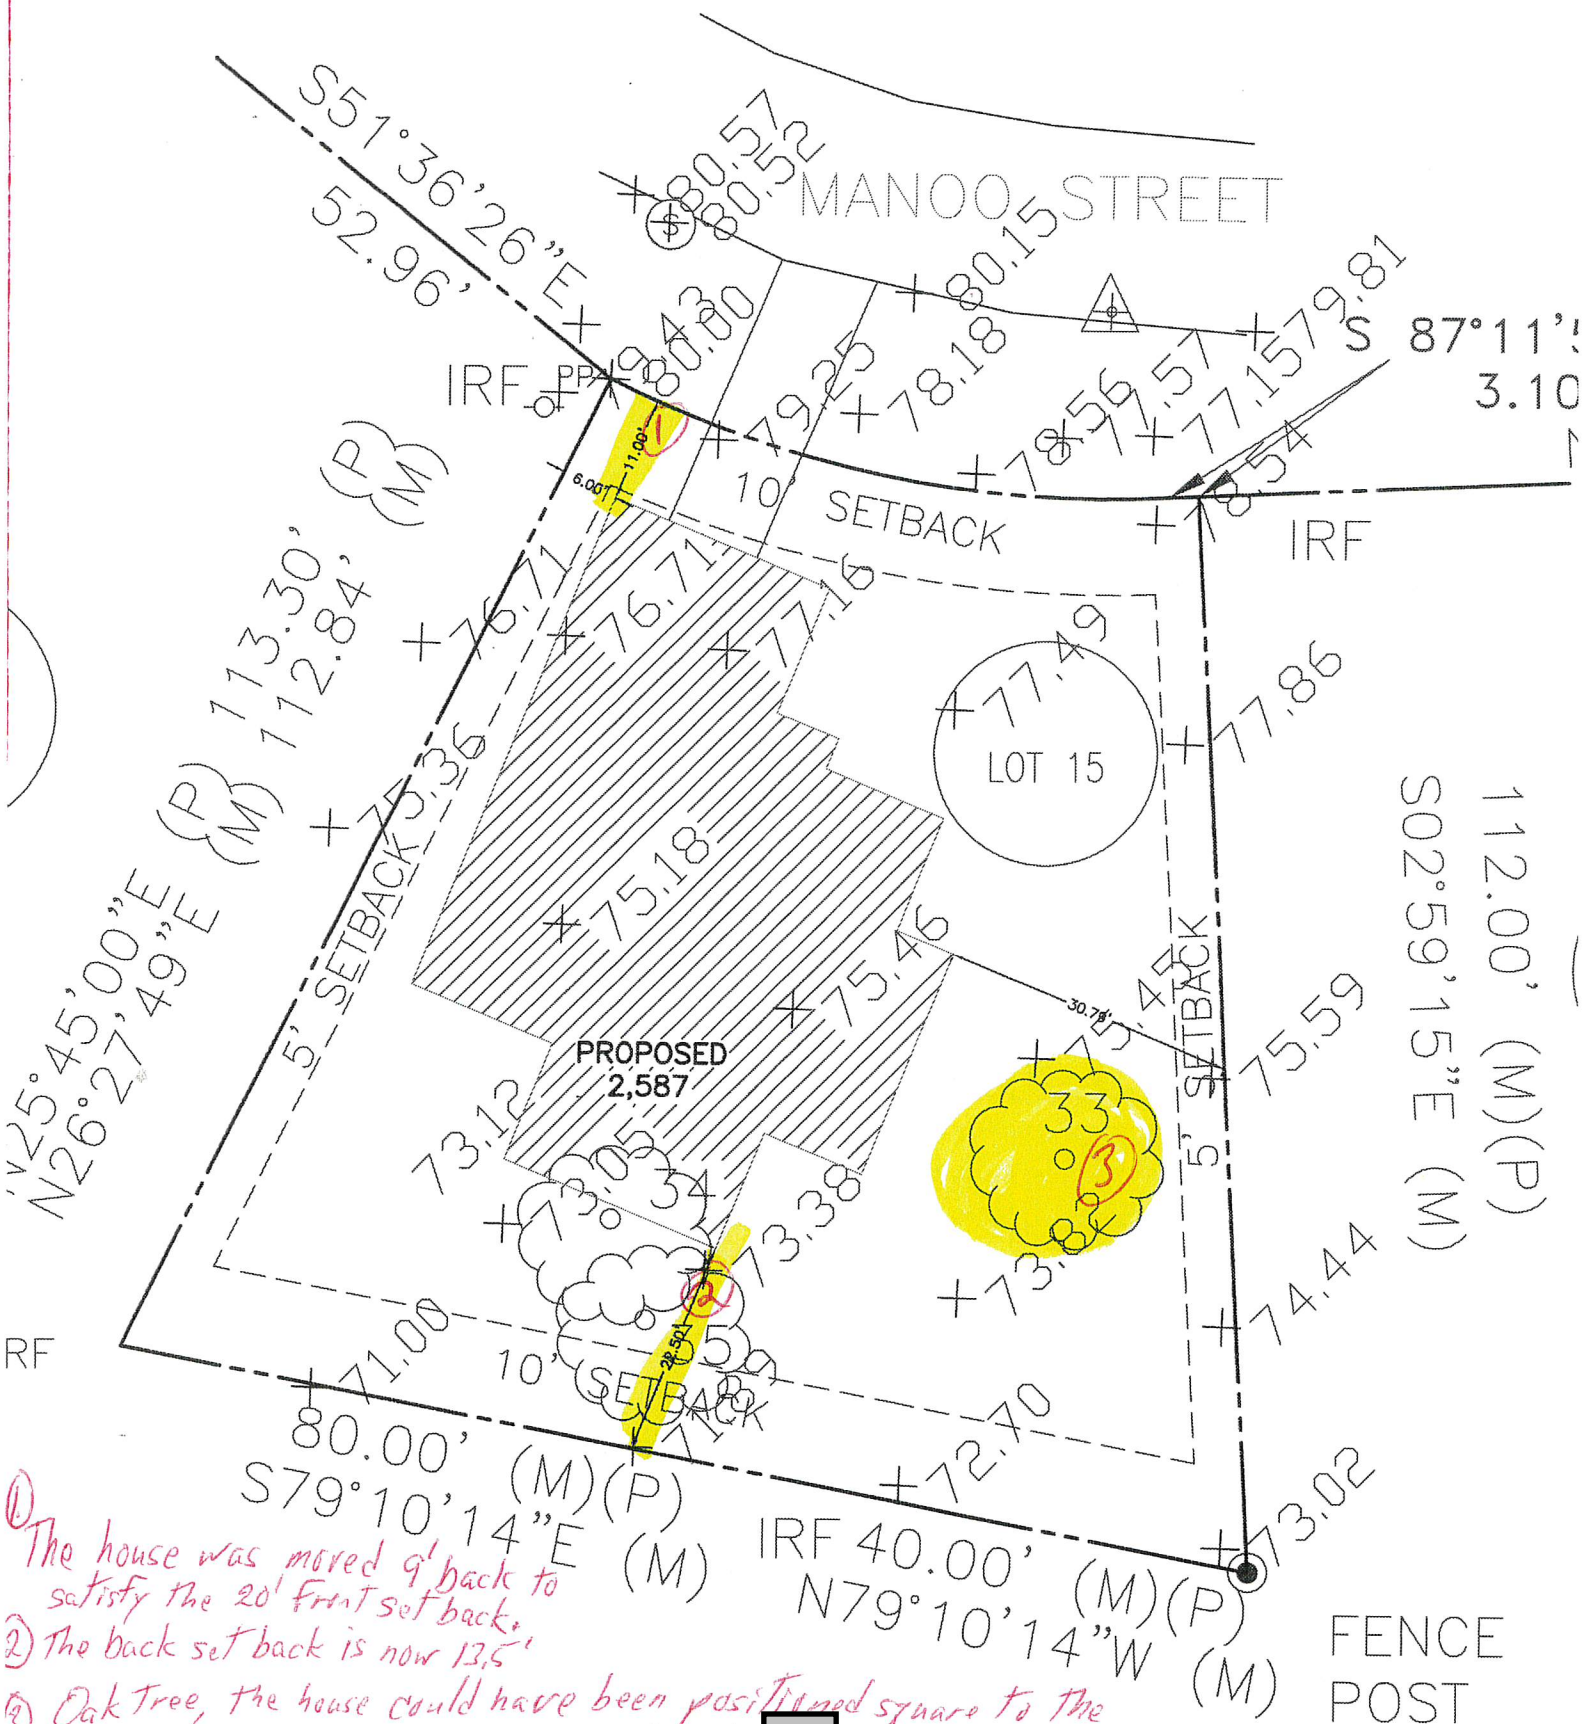 S51°36'26"E
52.96'
80.57
80.52
MANOO STREET
80.15
79.81
S 87°11'5
3.10
80.00
79.25
78.18
77.57
77.15
IRF
PP
11.00'
①
6.00'
10' SETBACK
IRF
(P)
(M)
113.30'
112.84'
76.71
76.71
77.16
77.49
77.86
LOT 15
(P)
(M)
N25°45'00"E
N26°27'49"E
75.36
5' SETBACK
75.18
75.46
30.79'
75.45
75.59
5' SETBACK
112.00' (M)(P)
S02°59'15"E (M)
PROPOSED
2,587
33
③
73.12
73.05
34
73.38
②
74.44
RF
71.00
10' SETBACK
72.70
73.02
80.00' (M)(P)
S79°10'14"E (M)
IRF 40.00' (M)(P)
N79°10'14"W (M)
FENCE
POST
① The house was moved 9' back to
satisfy the 20' front set back.
2) The back set back is now 13.5'
Oak Tree, the house could have been positioned square to the